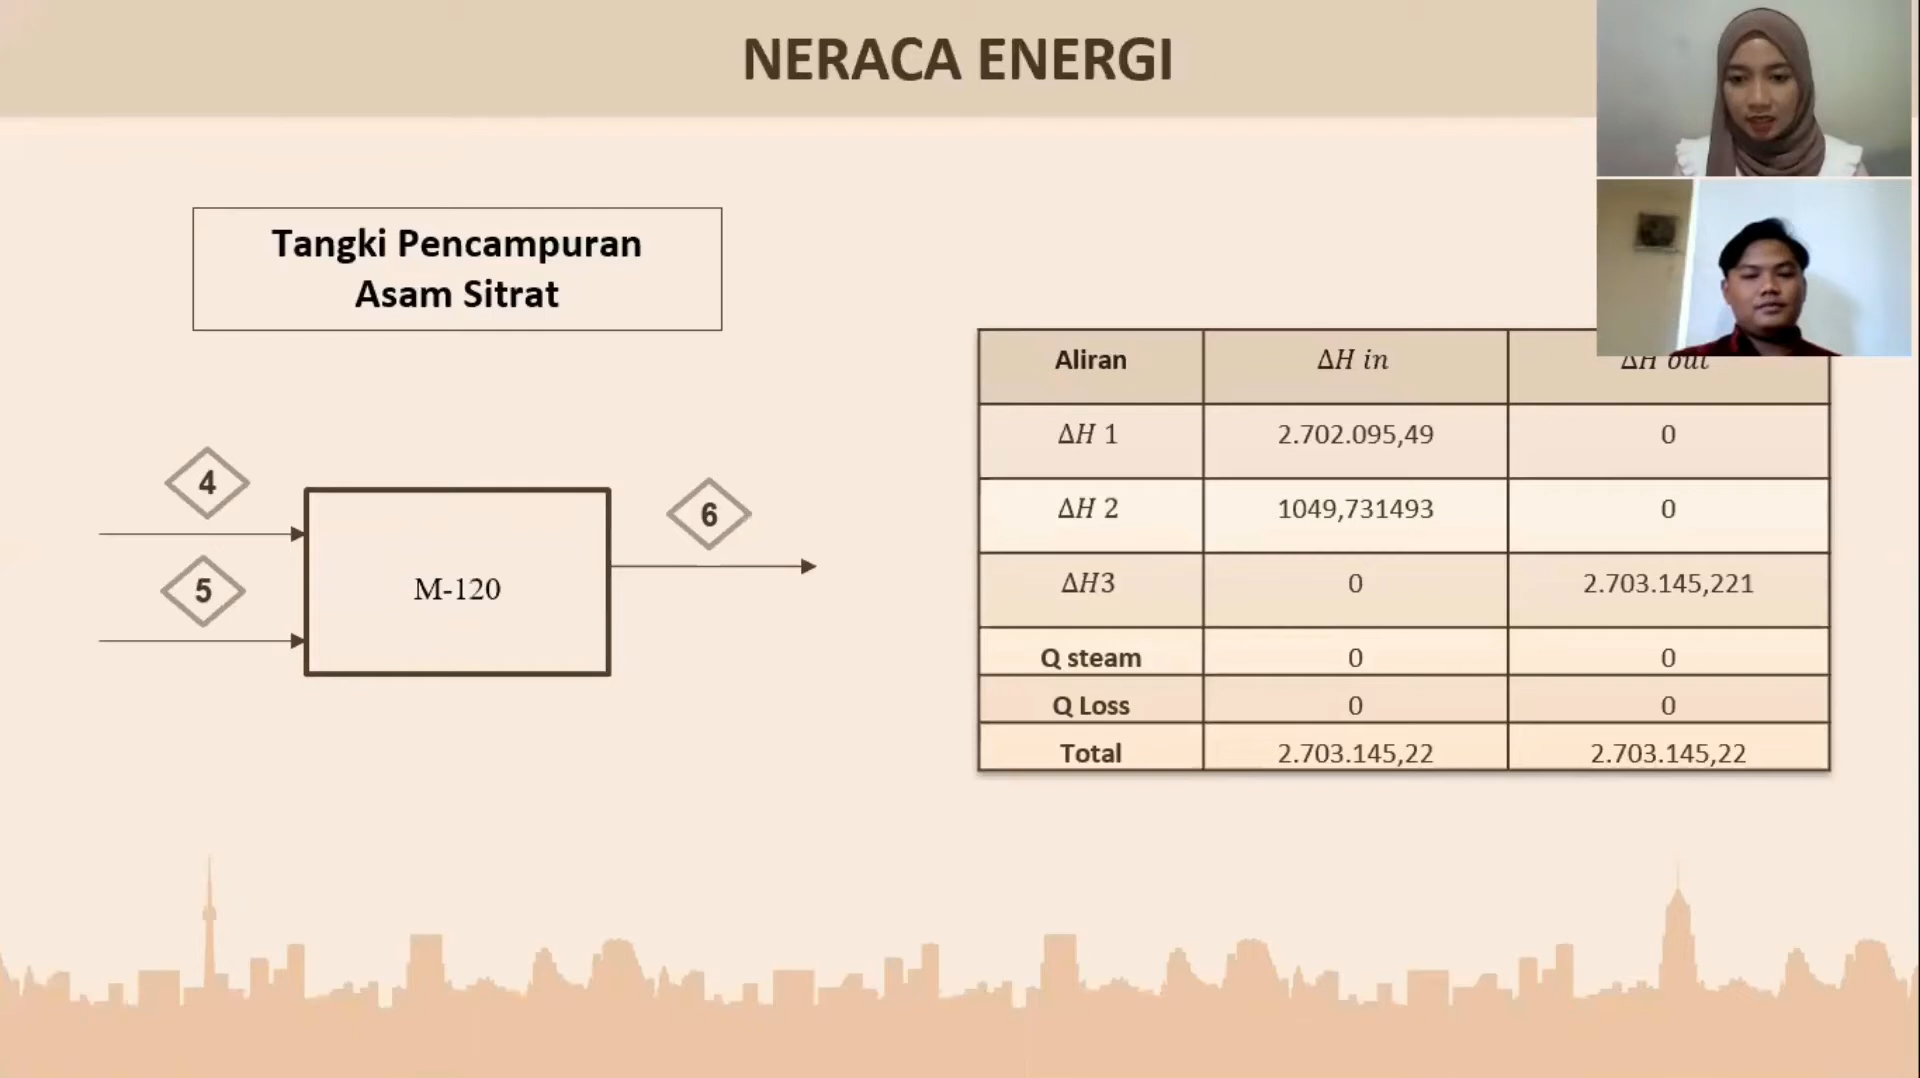 NERACA ENERGI
Tangki Pencampuran
Asam Sitrat
4
5
M-120
6
Aliran ΔH in ΔH out
ΔH 1 2.702.095,49 0
ΔH 2 1049,731493 0
ΔH3 0 2.703.145,221
Q steam 0 0
Q Loss 0 0
Total 2.703.145,22 2.703.145,22